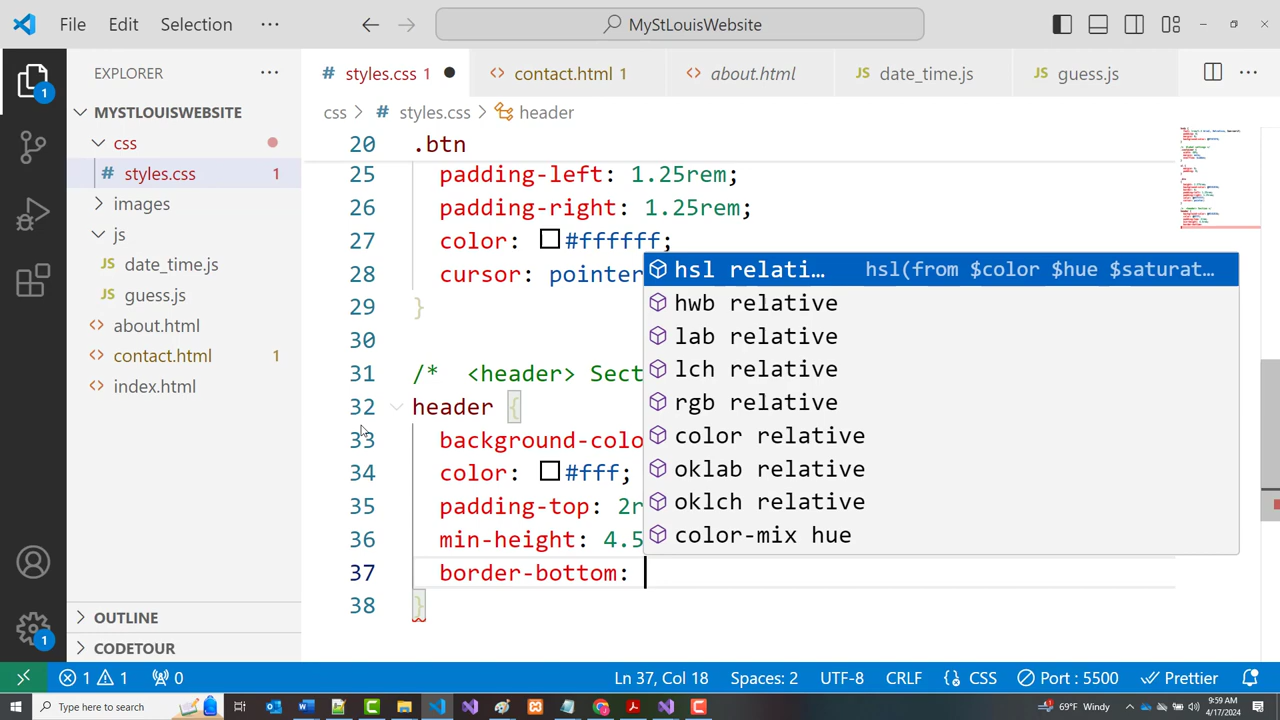 File Edit Selection ···
MyStLouisWebsite
EXPLORER ···
MYSTLOUISWEBSITE
css
# styles.css 1
images
js
JS date_time.js
JS guess.js
<> about.html
<> contact.html 1
<> index.html
OUTLINE
CODETOUR
1
1
# styles.css 1 ●
<> contact.html 1
<> about.html
JS date_time.js
JS guess.js
···
css > # styles.css > header
20 .btn
25 padding-left: 1.25rem;
26 padding-right: 1.25rem;
27 color: #ffffff;
28 cursor: pointer
29 }
30
31 /* <header> Sect
32 header {
33 background-colo
34 color: #fff;
35 padding-top: 2r
36 min-height: 4.5
37 border-bottom:
38 }
hsl relati… hsl(from $color $hue $saturat…
hwb relative
lab relative
lch relative
rgb relative
color relative
oklab relative
oklch relative
color-mix hue
1 1 0 Ln 37, Col 18 Spaces: 2 UTF-8 CRLF {} CSS Port : 5500 Prettier
Type here to search
69°F Windy
9:59 AM
4/17/2024